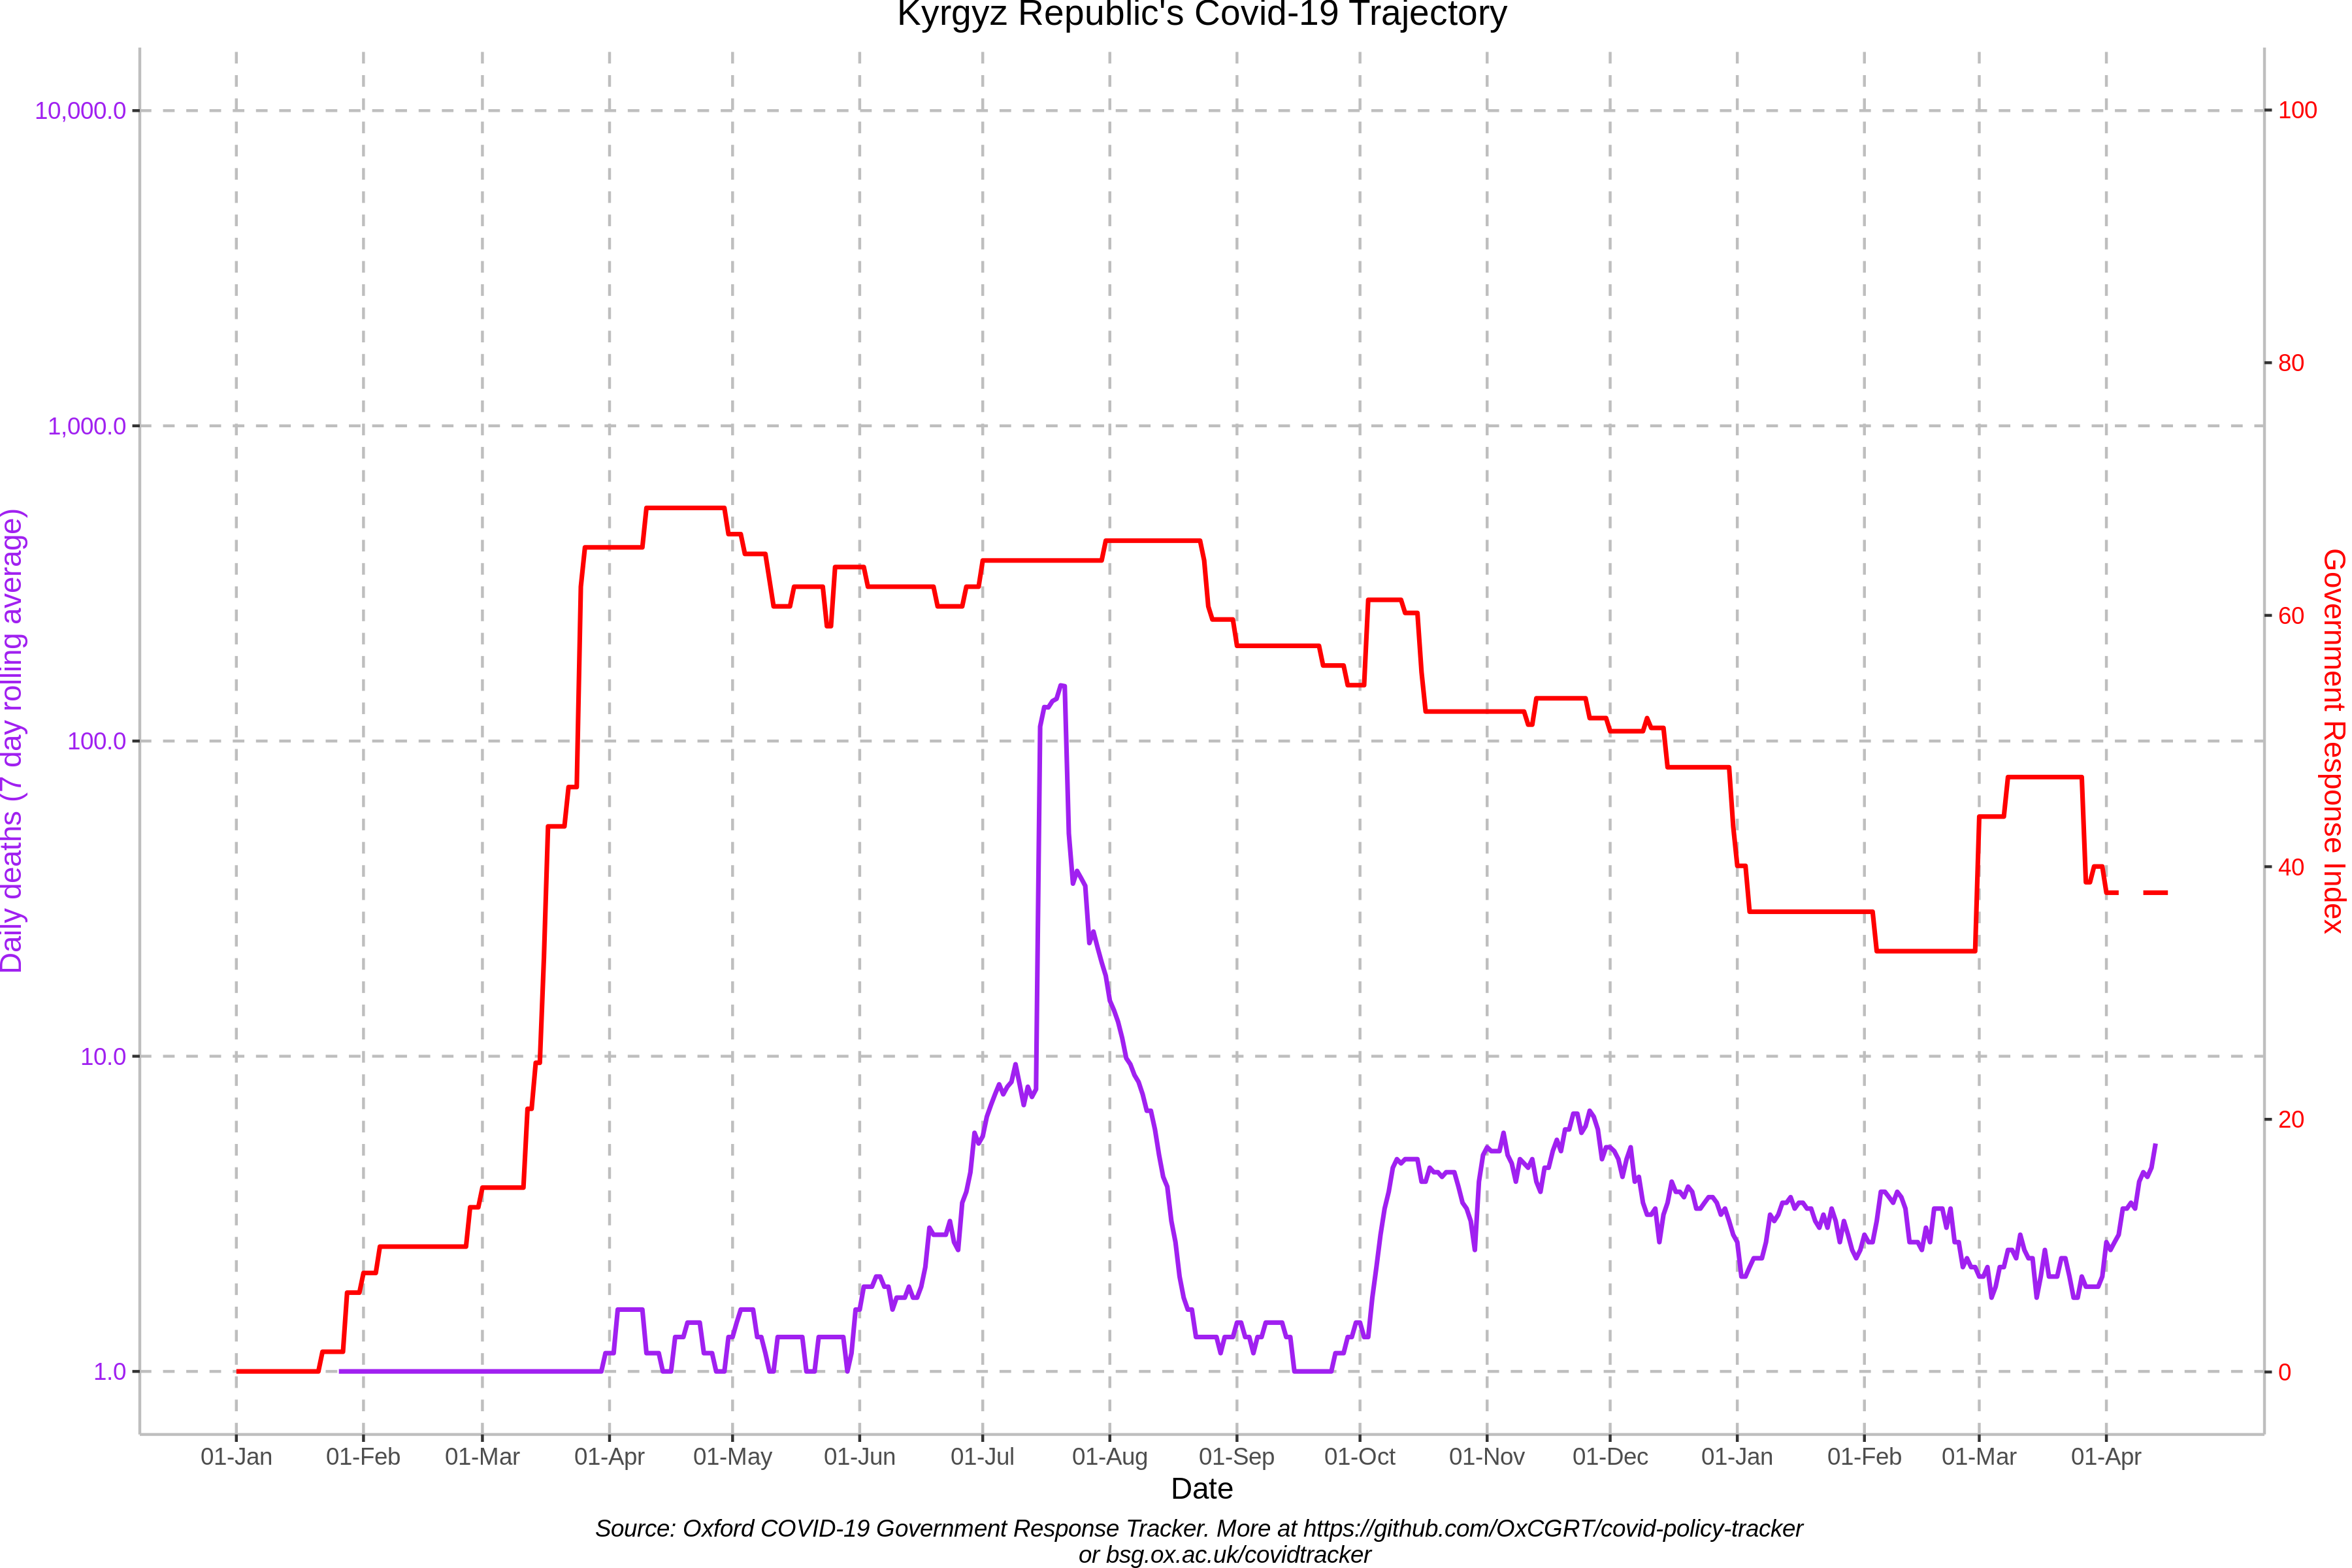 Kyrgyz Republic's Covid-19 Trajectory
10,000.0
1,000.0
100.0
10.0
1.0
Daily deaths (7 day rolling average)
100
80
60
40
20
0
Government Response Index
01-Jan 01-Feb 01-Mar 01-Apr 01-May 01-Jun 01-Jul 01-Aug 01-Sep 01-Oct 01-Nov 01-Dec 01-Jan 01-Feb 01-Mar 01-Apr
Date
Source: Oxford COVID-19 Government Response Tracker. More at https://github.com/OxCGRT/covid-policy-tracker
or bsg.ox.ac.uk/covidtracker